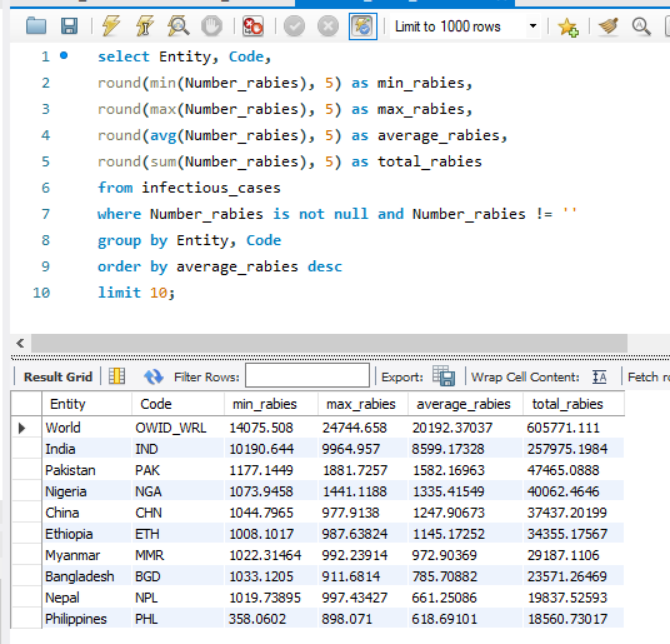 Limit to 1000 rows
1 select Entity, Code,
2 round(min(Number_rabies), 5) as min_rabies,
3 round(max(Number_rabies), 5) as max_rabies,
4 round(avg(Number_rabies), 5) as average_rabies,
5 round(sum(Number_rabies), 5) as total_rabies
6 from infectious_cases
7 where Number_rabies is not null and Number_rabies != ''
8 group by Entity, Code
9 order by average_rabies desc
10 limit 10;
Result Grid Filter Rows: Export: Wrap Cell Content: Fetch
Entity Code min_rabies max_rabies average_rabies total_rabies
World OWID_WRL 14075.508 24744.658 20192.37037 605771.111
India IND 10190.644 9964.957 8599.17328 257975.1984
Pakistan PAK 1177.1449 1881.7257 1582.16963 47465.0888
Nigeria NGA 1073.9458 1441.1188 1335.41549 40062.4646
China CHN 1044.7965 977.9138 1247.90673 37437.20199
Ethiopia ETH 1008.1017 987.63824 1145.17252 34355.17567
Myanmar MMR 1022.31464 992.23914 972.90369 29187.1106
Bangladesh BGD 1033.1205 911.6814 785.70882 23571.26469
Nepal NPL 1019.73895 997.43427 661.25086 19837.52593
Philippines PHL 358.0602 898.071 618.69101 18560.73017